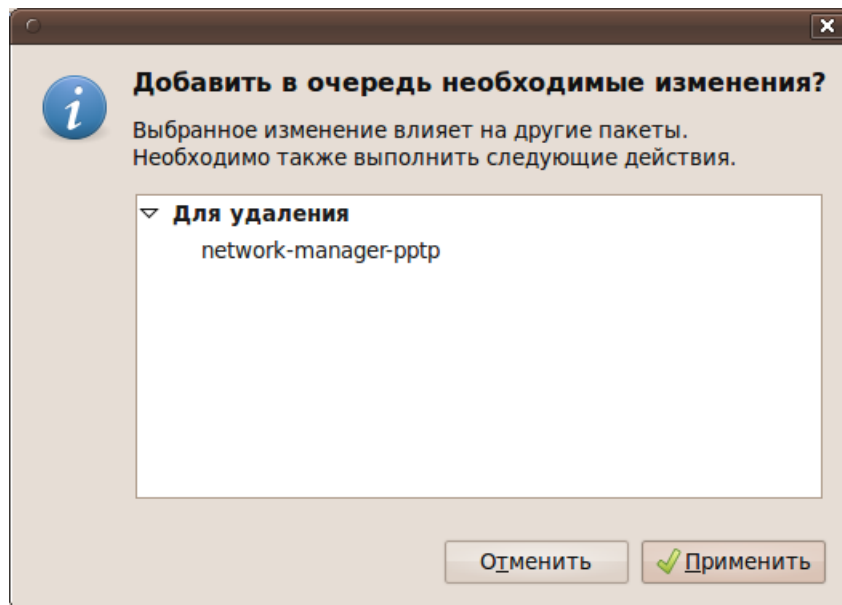 Добавить в очередь необходимые изменения?
Выбранное изменение влияет на другие пакеты.
Необходимо также выполнить следующие действия.
Для удаления
network-manager-pptp
Отменить
Применить